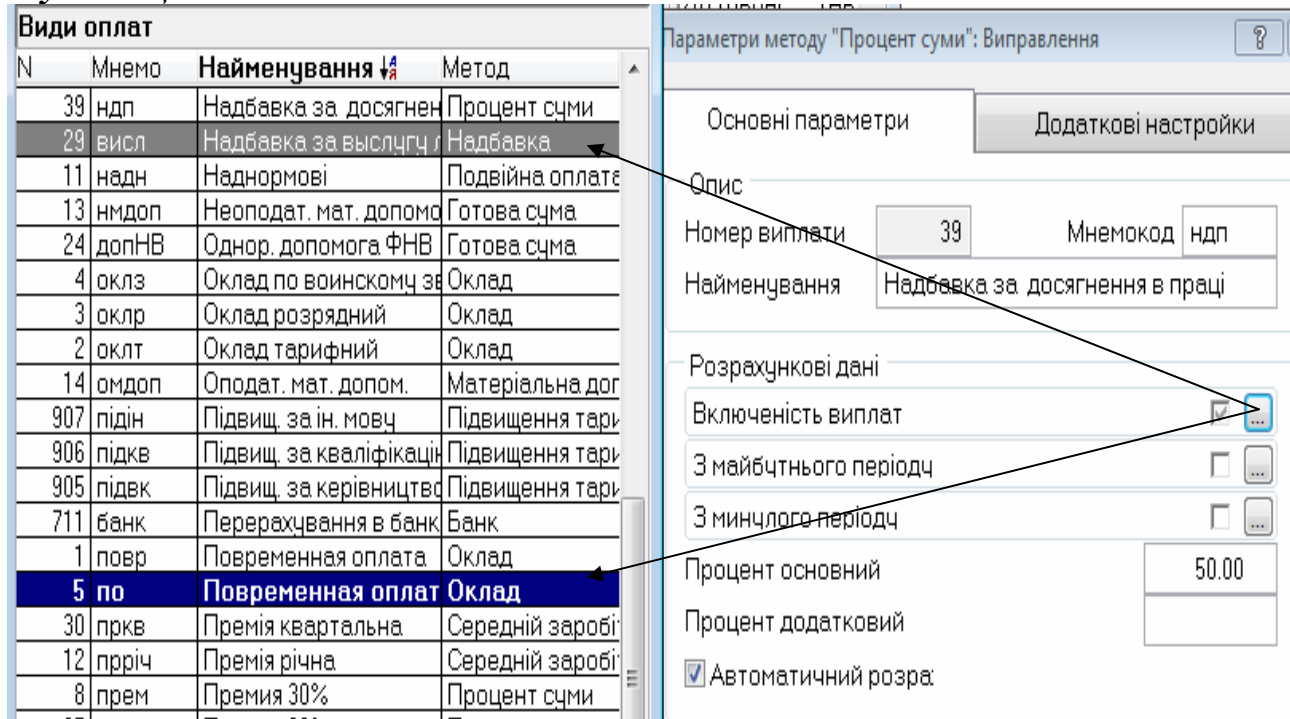 Види оплат
N Мнемо Найменування Метод
39 ндп Надбавка за досягнен Процент суми
29 висл Надбавка за выслугу л Надбавка
11 надн Наднормові Подвійна оплата
13 нмдоп Неоподат. мат. допомо Готова сума
24 допНВ Однор. допомога ФНВ Готова сума
4 оклз Оклад по воинскому зв Оклад
3 оклр Оклад розрядний Оклад
2 оклт Оклад тарифний Оклад
14 омдоп Оподат. мат. допом. Матеріальна доп
907 підін Підвищ. за ін. мову Підвищення тари
906 підкв Підвищ. за кваліфікацін Підвищення тари
905 підвк Підвищ. за керівництво Підвищення тари
711 банк Перерахування в банк Банк
1 повр Повременная оплата Оклад
5 по Повременная оплат Оклад
30 пркв Премія квартальна Середній заробі
12 прріч Премія річна Середній заробі
8 прем Премия 30% Процент суми
Параметри методу "Процент суми": Виправлення ?
Основні параметри Додаткові настройки
Опис
Номер виплати 39 Мнемокод ндп
Найменування Надбавка за досягнення в праці
Розрахункові дані
Включеність виплат ...
З майбутнього періоду ...
З минулого періоду ...
Процент основний 50.00
Процент додатковий
Автоматичний розра